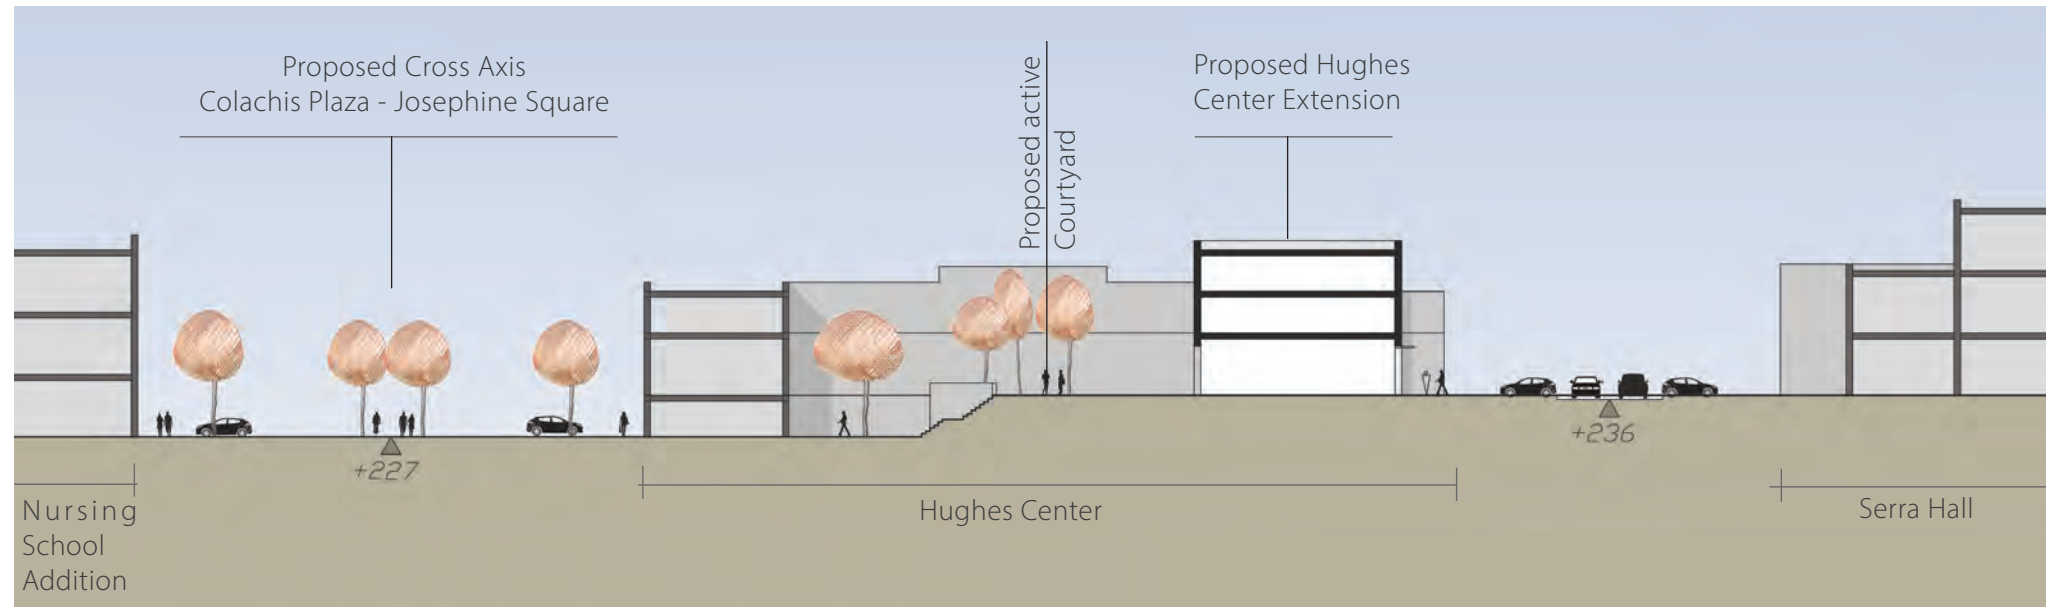 Proposed Cross Axis
Colachis Plaza - Josephine Square
Proposed active
Courtyard
Proposed Hughes
Center Extension
+227
+236
Nursing
School
Addition
Hughes Center
Serra Hall